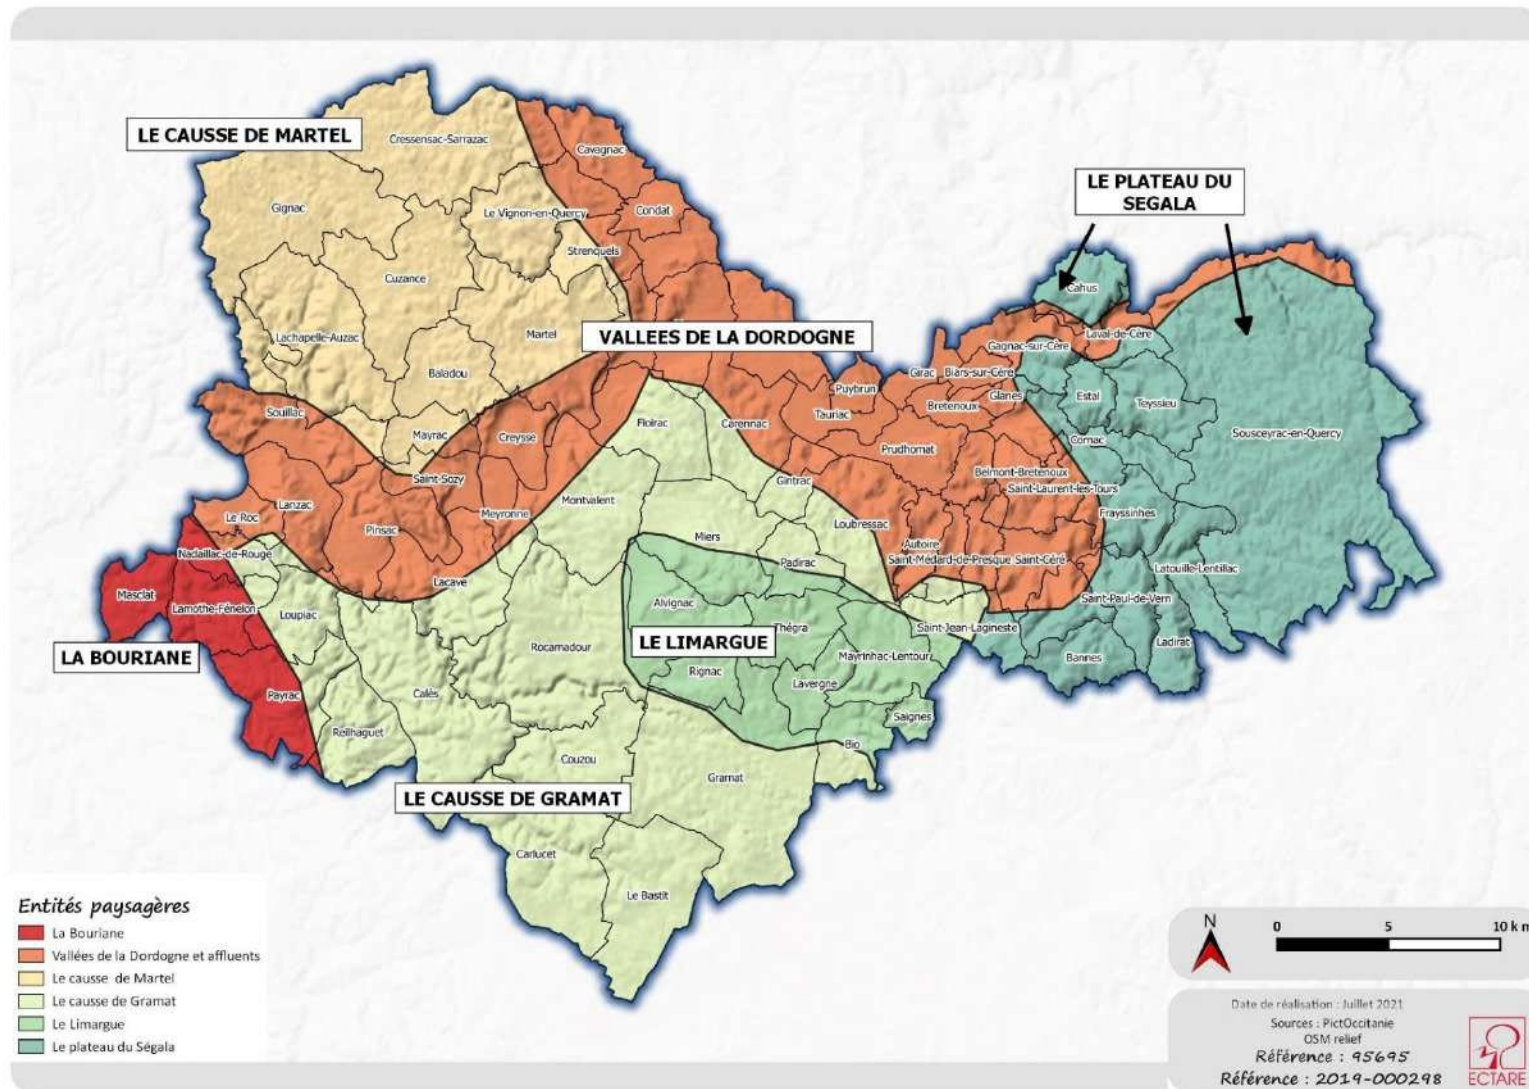 LE CAUSSE DE MARTEL
Cressensac-Sarrazac
Cavagnac
LE PLATEAU DU
SEGALA
Gignac
Le Vignon-en-Quercy
Condat
Strenquels
Cuzance
Cahus
Lachapelle-Auzac
Martel
VALLEES DE LA DORDOGNE
Laval-de-Cère
Gagnac-sur-Cère
Baladou
Girac
Biars-sur-Cère
Puybrun
Glanes
Estal
Teyssieu
Souillac
Tauriac
Bretenoux
Mayrac
Creysse
Floirac
Carennac
Sousceyrac-en-Quercy
Cornac
Prudhomat
Saint-Sozy
Gintrac
Belmont-Bretenoux
Saint-Laurent-les-Tours
Montvalent
Lanzac
Le Roc
Pinsac
Meyronne
Loubressac
Frayssinhes
Miers
Autoire
Nadaillac-de-Rouge
Padirac
Saint-Médard-de-Presque
Saint-Céré
Latouille-Lentillac
Lacave
Masclat
Lamothe-Fénelon
Loupiac
Alvignac
Saint-Paul-de-Vern
Thégra
Saint-Jean-Lagineste
LE LIMARGUE
Ladirat
Rocamadour
LA BOURIANE
Mayrinhac-Lentour
Bannes
Rignac
Lavergne
Payrac
Calès
Saignes
Reilhaguet
Bio
Couzou
Gramat
LE CAUSSE DE GRAMAT
Carlucet
Le Bastit
Entités paysagères
La Bouriane
Vallées de la Dordogne et affluents
Le causse de Martel
Le causse de Gramat
Le Limargue
Le plateau du Ségala
N
0 5 10 km
Date de réalisation : Juillet 2021
Sources : PictOccitanie
OSM relief
Référence : 95695
Référence : 2019-000298
ECTARE